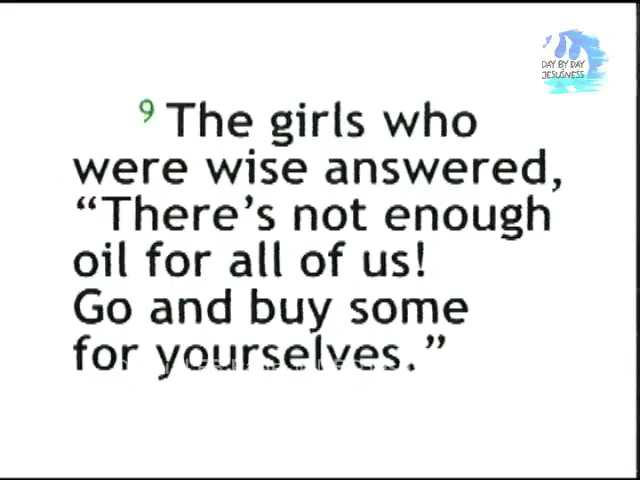 DAY BY DAY
JESUSNESS
9 The girls who
were wise answered,
“There’s not enough
oil for all of us!
Go and buy some
for yourselves.”